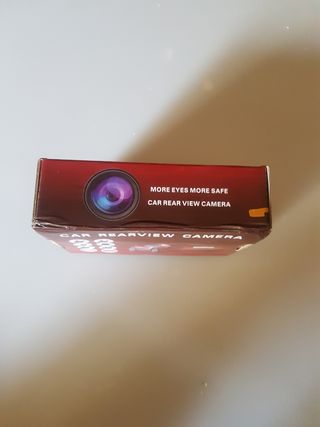 MORE EYES MORE SAFE
CAR REAR VIEW CAMERA
CAR REARVIEW CAMERA